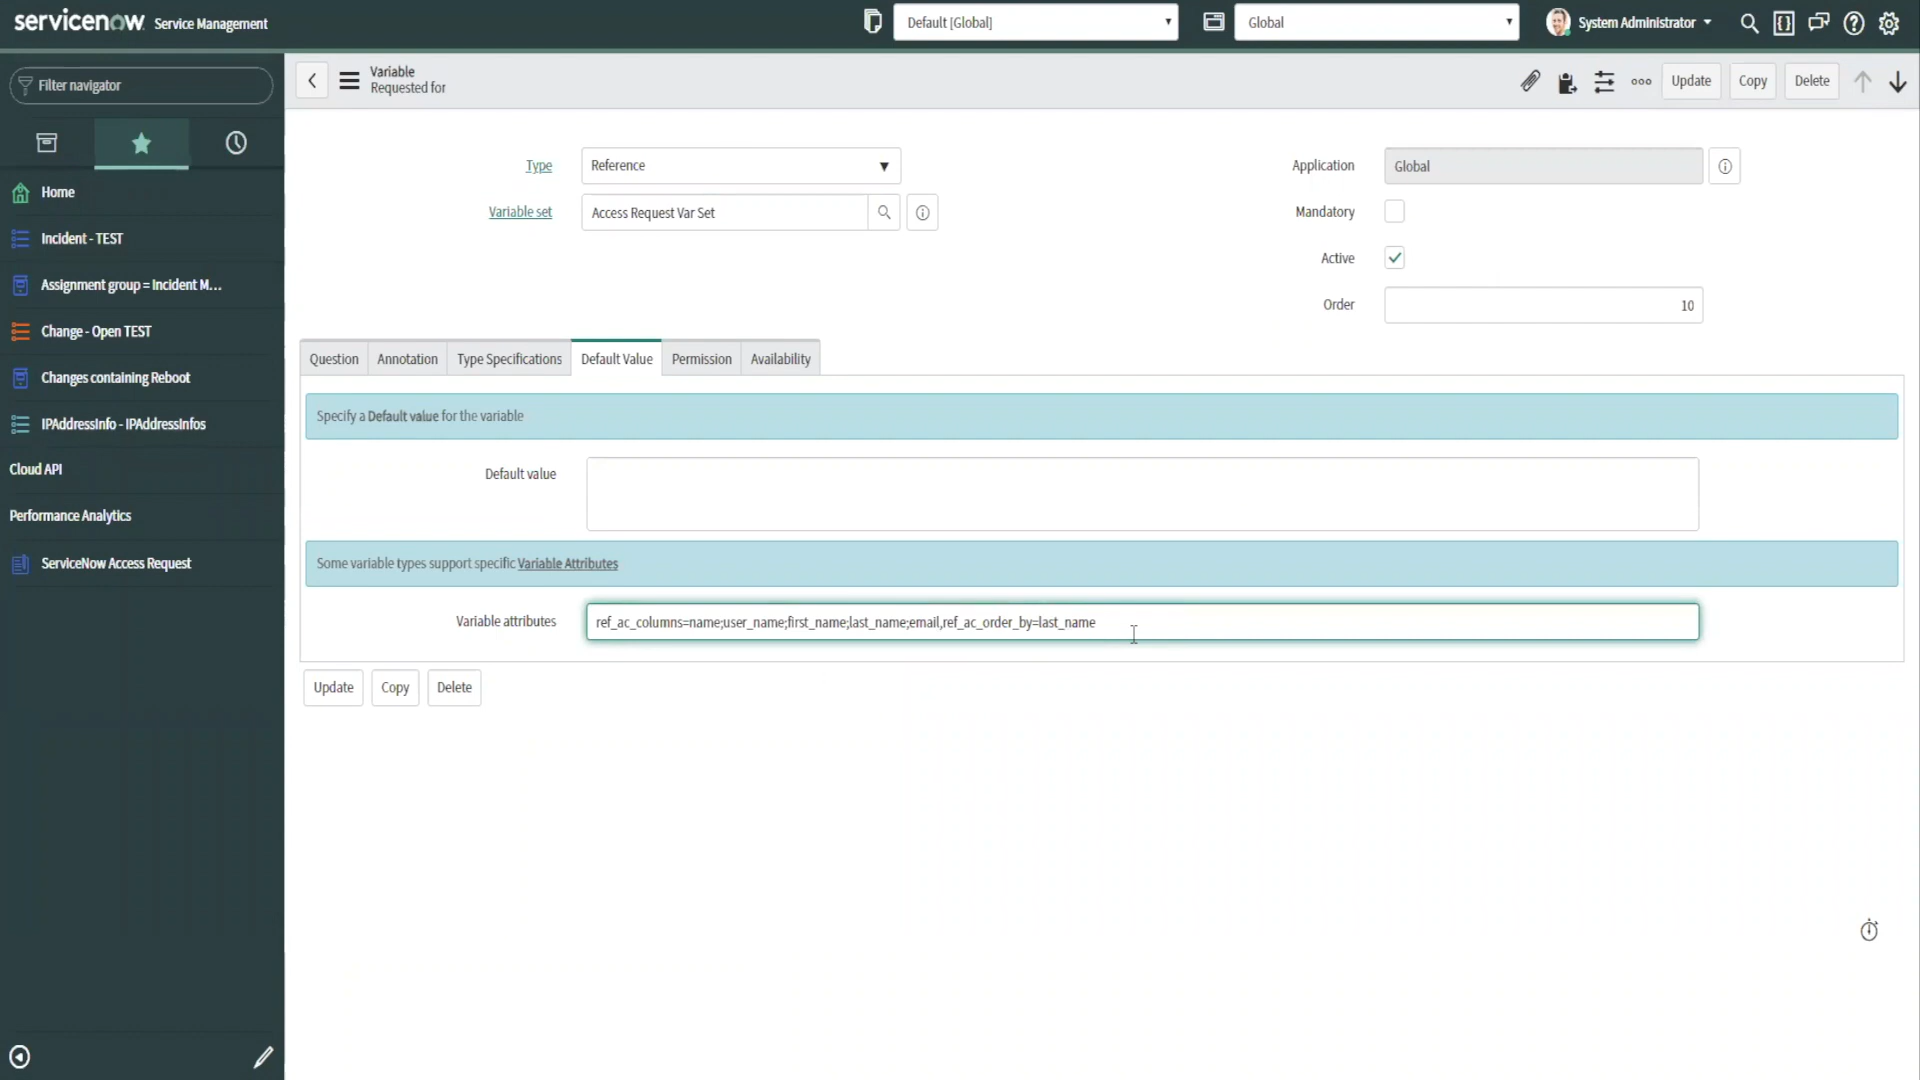 servicenow Service Management
Default [Global]
Global
System Administrator
Filter navigator
Variable
Requested for
Update
Copy
Delete
Home
Incident - TEST
Assignment group = Incident M...
Change - Open TEST
Changes containing Reboot
IPAddressInfo - IPAddressInfos
Cloud API
Performance Analytics
ServiceNow Access Request
Type
Reference
Application
Global
Variable set
Access Request Var Set
Mandatory
Active
Order
10
Question
Annotation
Type Specifications
Default Value
Permission
Availability
Specify a Default value for the variable
Default value
Some variable types support specific Variable Attributes
Variable attributes
ref_ac_columns=name;user_name;first_name;last_name;email,ref_ac_order_by=last_name
Update
Copy
Delete